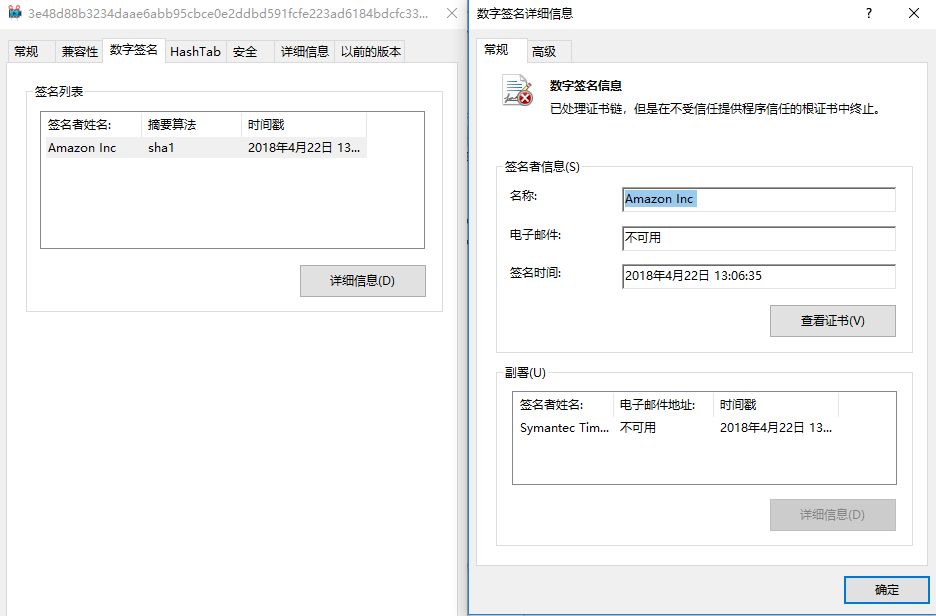 3e48d88b3234daae6abb95cbce0e2ddbd591fcfe223ad6184bdcfc33...
常规 兼容性 数字签名 HashTab 安全 详细信息 以前的版本
签名列表
签名者姓名: 摘要算法 时间戳
Amazon Inc sha1 2018年4月22日 13...
详细信息(D)
数字签名详细信息 ?
常规 高级
数字签名信息
已处理证书链，但是在不受信任提供程序信任的根证书中终止。
签名者信息(S)
名称: Amazon Inc
电子邮件: 不可用
签名时间: 2018年4月22日 13:06:35
查看证书(V)
副署(U)
签名者姓名: 电子邮件地址: 时间戳
Symantec Tim... 不可用 2018年4月22日 13...
详细信息(D)
确定